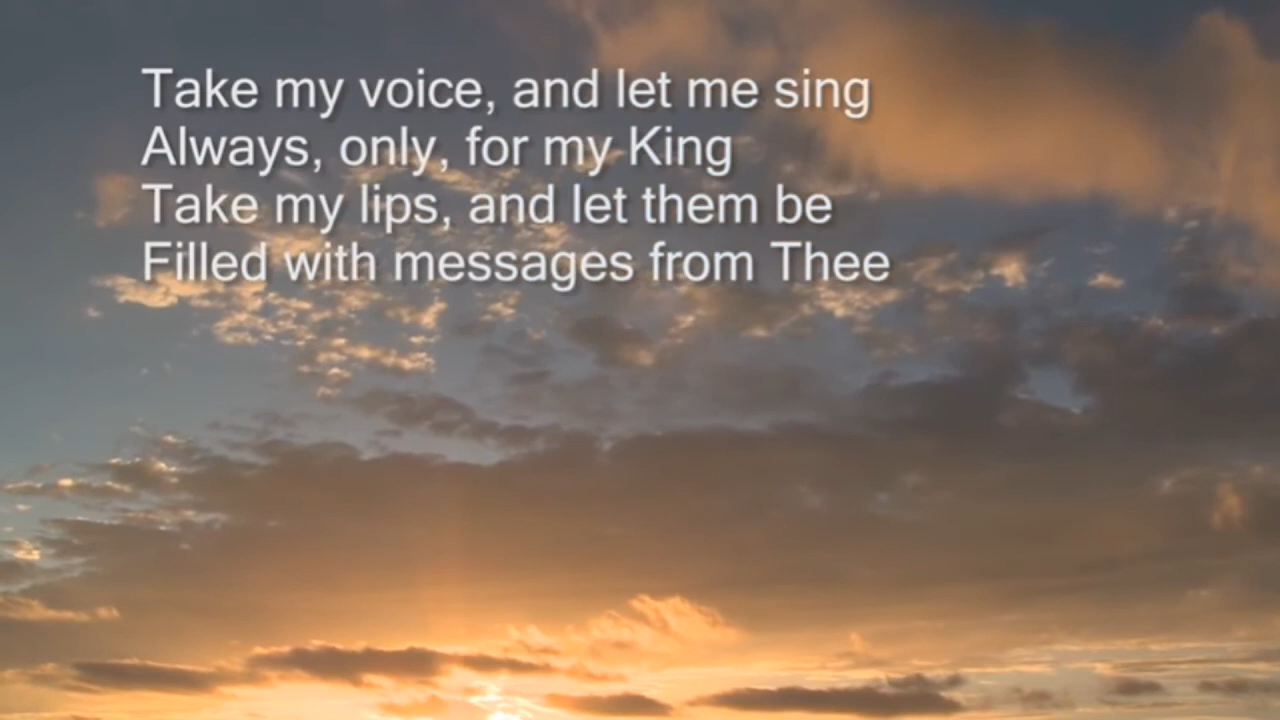 Take my voice, and let me sing
Always, only, for my King
Take my lips, and let them be
Filled with messages from Thee